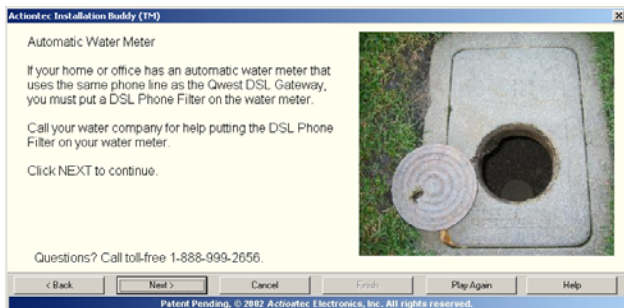 Actiontec Installation Buddy (TM)
Automatic Water Meter
If your home or office has an automatic water meter that
uses the same phone line as the Qwest DSL Gateway,
you must put a DSL Phone Filter on the water meter.
Call your water company for help putting the DSL Phone
Filter on your water meter.
Click NEXT to continue.
Questions? Call toll-free 1-888-999-2656.
< Back Next > Cancel Finish Play Again Help
Patent Pending, © 2002 Actiontec Electronics, Inc. All rights reserved.